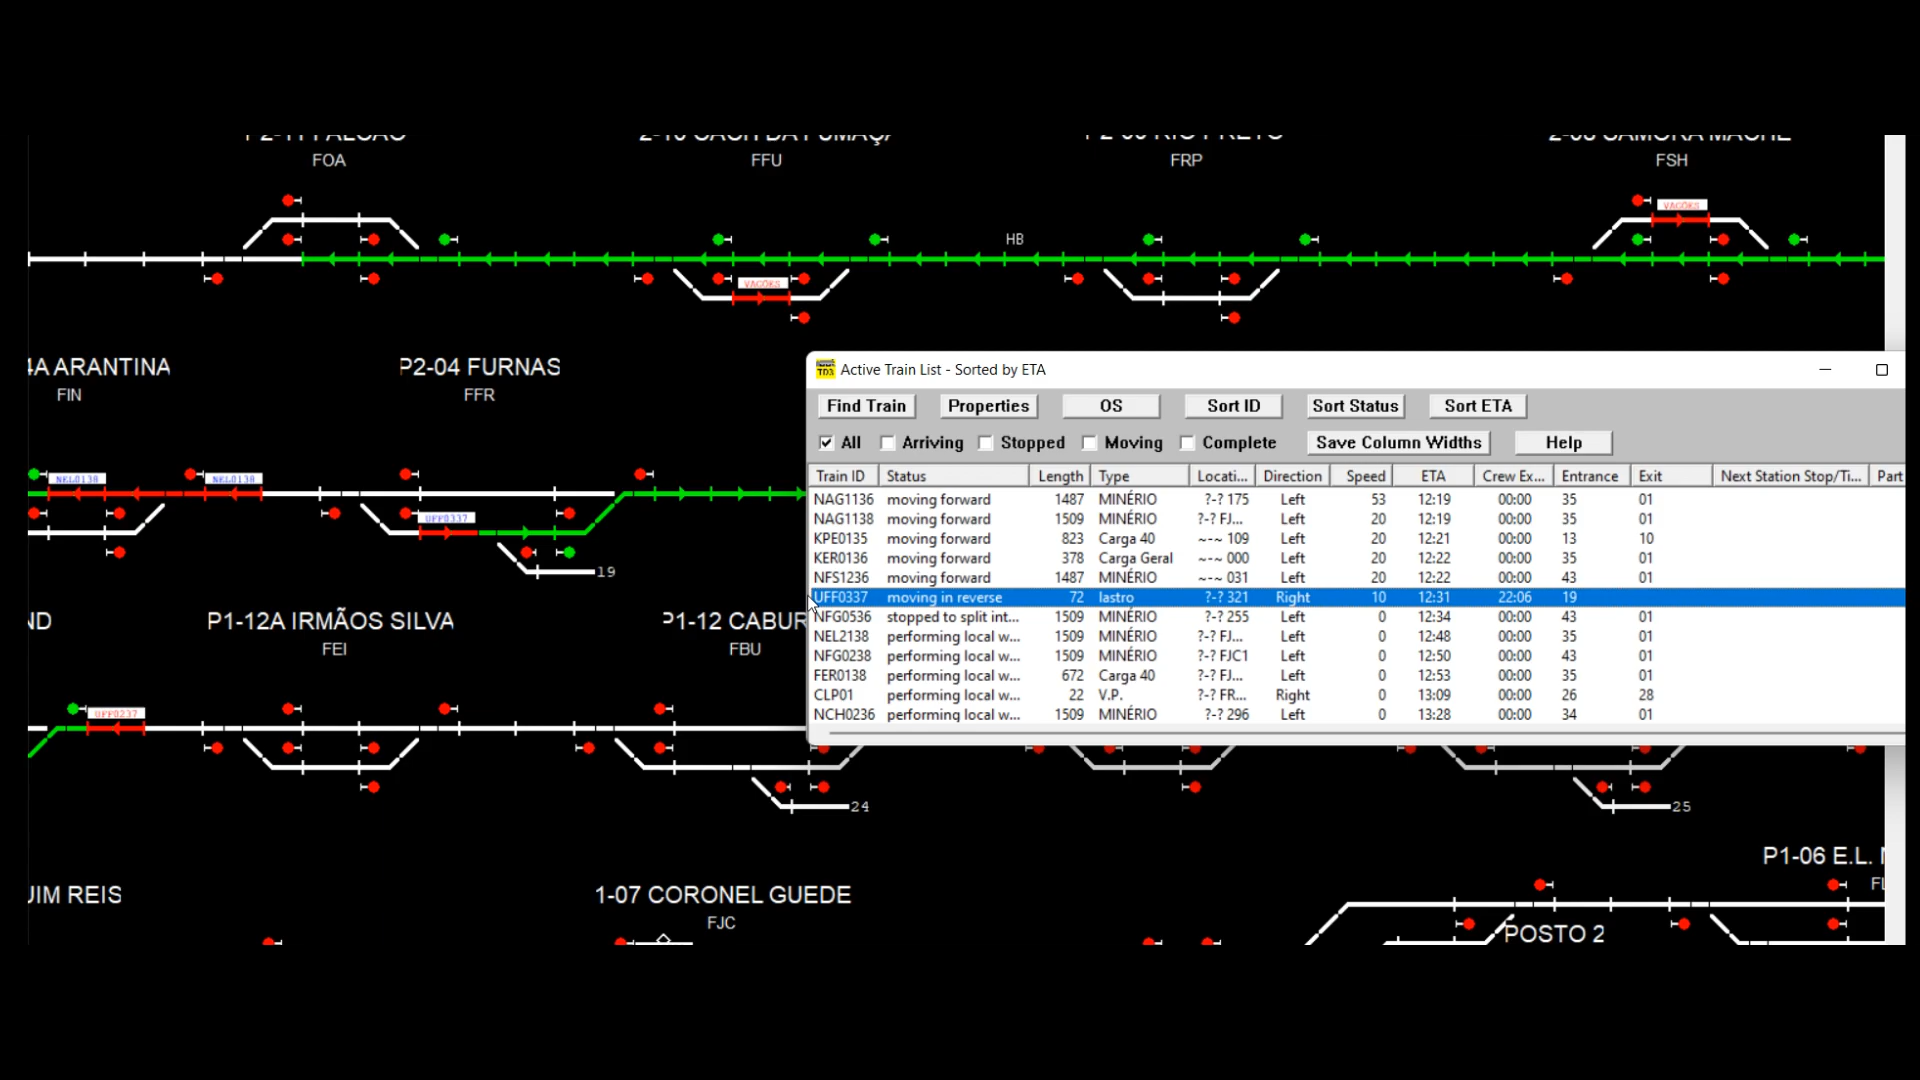 FOA FFU FRP FSH
VAGÕES
HB
VAGÕES
4A ARANTINA P2-04 FURNAS
FIN FFR
NEL0138 NEL0138
UFF0337
19
ND P1-12A IRMÃOS SILVA P1-12 CABUR
FEI FBU
UFF0237
24 25
P1-06 E.L.
UIM REIS 1-07 CORONEL GUEDE
FJC
POSTO 2
Active Train List - Sorted by ETA
Find Train Properties OS Sort ID Sort Status Sort ETA
All Arriving Stopped Moving Complete Save Column Widths Help
Train ID Status Length Type Locati... Direction Speed ETA Crew Ex... Entrance Exit Next Station Stop/Ti... Part
NAG1136 moving forward 1487 MINÉRIO ?-? 175 Left 53 12:19 00:00 35 01
NAG1138 moving forward 1509 MINÉRIO ?-? FJ... Left 20 12:19 00:00 35 01
KPE0135 moving forward 823 Carga 40 ~-~ 109 Left 20 12:21 00:00 13 10
KER0136 moving forward 378 Carga Geral ~-~ 000 Left 20 12:22 00:00 35 01
NFS1236 moving forward 1487 MINÉRIO ~-~ 031 Left 20 12:22 00:00 43 01
UFF0337 moving in reverse 72 lastro ?-? 321 Right 10 12:31 22:06 19
NFG0536 stopped to split int... 1509 MINÉRIO ?-? 255 Left 0 12:34 00:00 43 01
NEL2138 performing local w... 1509 MINÉRIO ?-? FJ... Left 0 12:48 00:00 35 01
NFG0238 performing local w... 1509 MINÉRIO ?-? FJC1 Left 0 12:50 00:00 43 01
FER0138 performing local w... 672 Carga 40 ?-? FJ... Left 0 12:53 00:00 35 01
CLP01 performing local w... 22 V.P. ?-? FR... Right 0 13:09 00:00 26 28
NCH0236 performing local w... 1509 MINÉRIO ?-? 296 Left 0 13:28 00:00 34 01